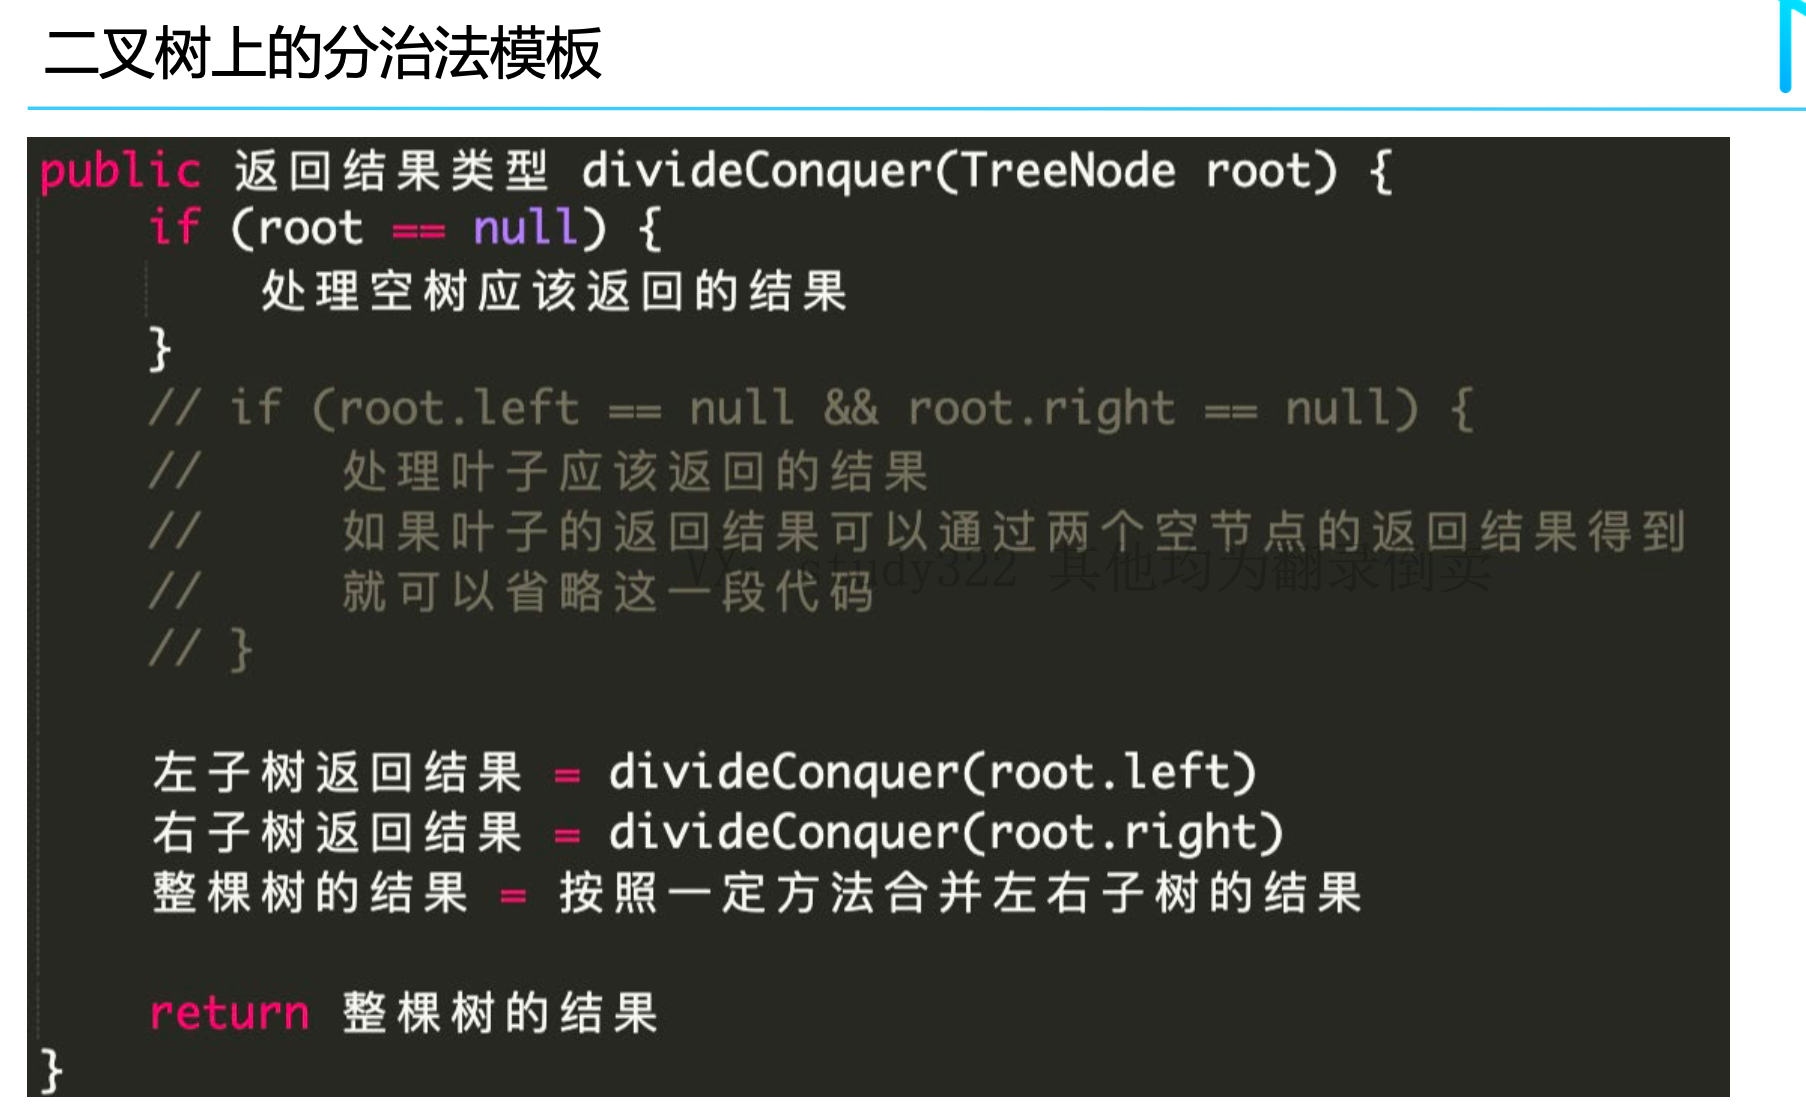 二叉树上的分治法模板
public 返回结果类型 divideConquer(TreeNode root) {
if (root == null) {
处理空树应该返回的结果
}
// if (root.left == null && root.right == null) {
// 处理叶子应该返回的结果
// 如果叶子的返回结果可以通过两个空节点的返回结果得到
// 就可以省略这一段代码
// }
VX study322 其他均为翻录倒卖
左子树返回结果 = divideConquer(root.left)
右子树返回结果 = divideConquer(root.right)
整棵树的结果 = 按照一定方法合并左右子树的结果
return 整棵树的结果
}